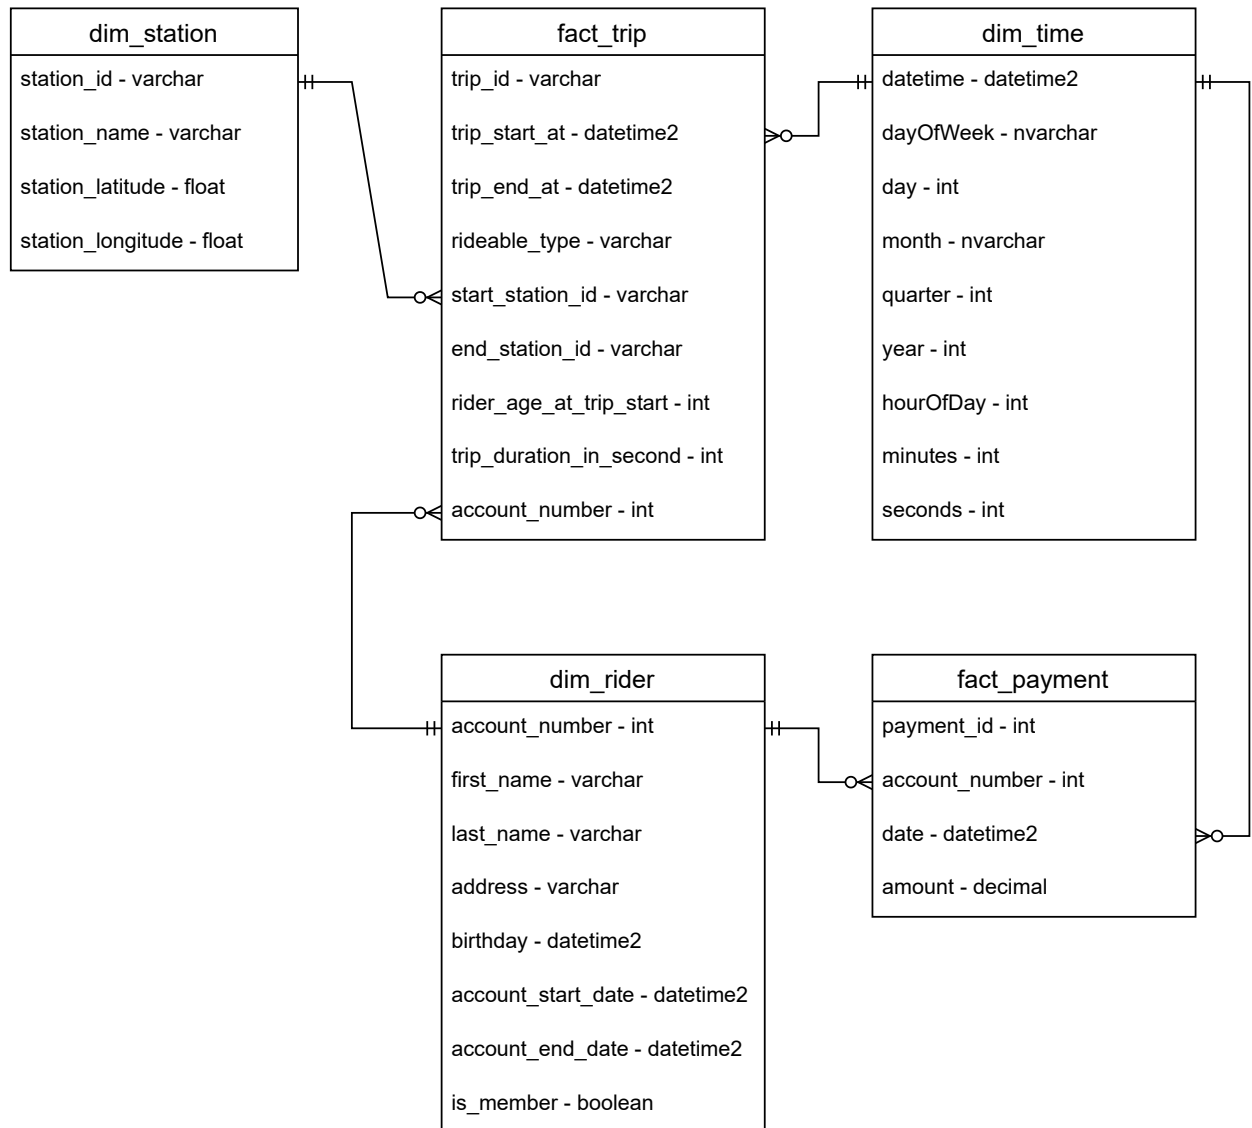 dim_station
station_id - varchar
station_name - varchar
station_latitude - float
station_longitude - float
fact_trip
trip_id - varchar
trip_start_at - datetime2
trip_end_at - datetime2
rideable_type - varchar
start_station_id - varchar
end_station_id - varchar
rider_age_at_trip_start - int
trip_duration_in_second - int
account_number - int
dim_time
datetime - datetime2
dayOfWeek - nvarchar
day - int
month - nvarchar
quarter - int
year - int
hourOfDay - int
minutes - int
seconds - int
dim_rider
account_number - int
first_name - varchar
last_name - varchar
address - varchar
birthday - datetime2
account_start_date - datetime2
account_end_date - datetime2
is_member - boolean
fact_payment
payment_id - int
account_number - int
date - datetime2
amount - decimal